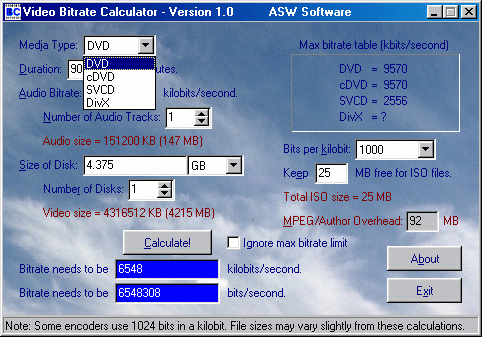 BC Video Bitrate Calculator - Version 1.0 ASW Software
Media Type: DVD
DVD
cDVD
SVCD
DivX
Duration: 90 utes.
Audio Bitrate: kilobits/second.
Number of Audio Tracks: 1
Audio size = 151200 KB (147 MB)
Size of Disk: 4.375 GB
Number of Disks: 1
Video size = 4316512 KB (4215 MB)
Max bitrate table (kbits/second)
DVD = 9570
cDVD = 9570
SVCD = 2556
DivX = ?
Bits per kilobit: 1000
Keep 25 MB free for ISO files.
Total ISO size = 25 MB
MPEG/Author Overhead: 92 MB
Calculate!
Ignore max bitrate limit
Bitrate needs to be 6548 kilobits/second.
Bitrate needs to be 6548308 bits/second.
About
Exit
Note: Some encoders use 1024 bits in a kilobit. File sizes may vary slightly from these calculations.